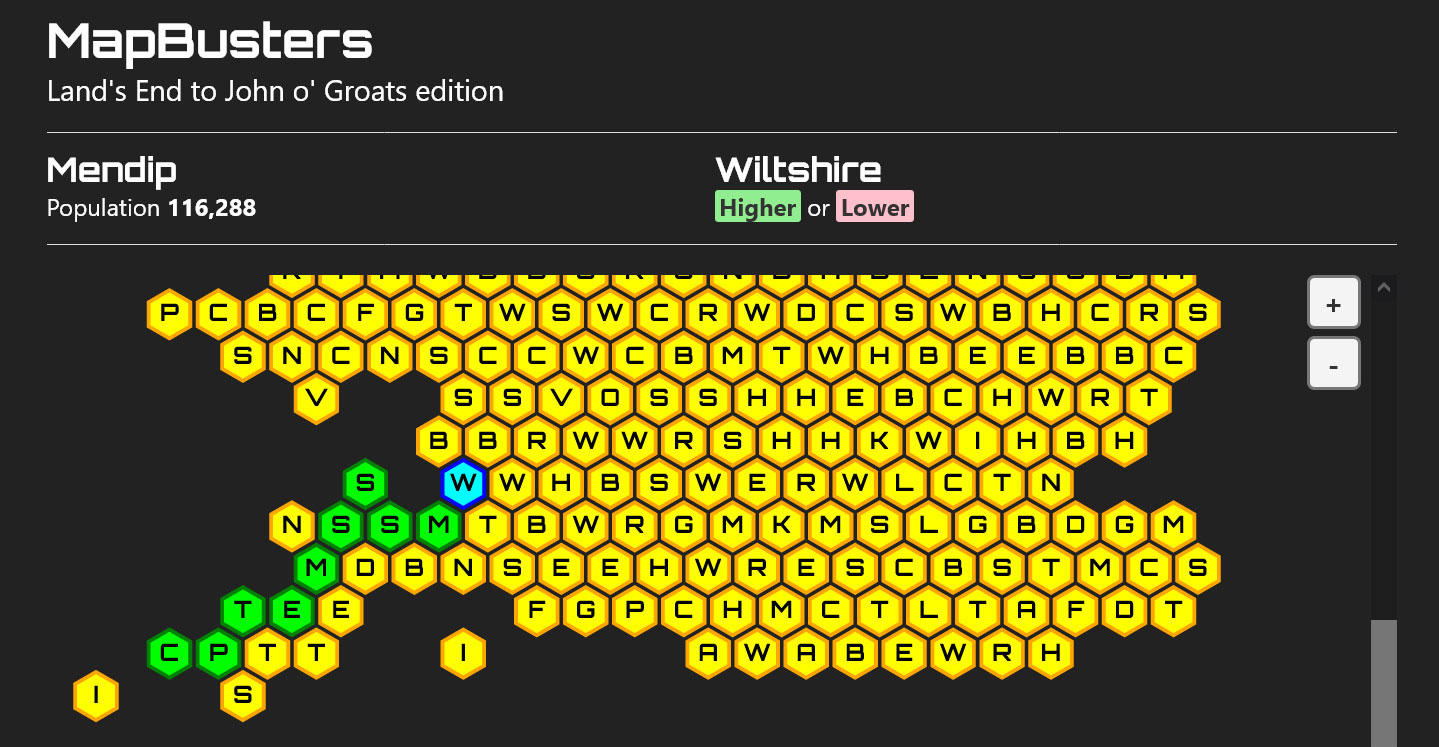 MapBusters
Land's End to John o' Groats edition
Mendip
Population 116,288
Wiltshire
Higher or Lower
P C B C F G T W S W C R W D C S W B H C R S
+
S N C N S C C W C B M T W H B E E B B C
-
V S S V O S S H H E B C H W R T
B B R W W R S H H K W I H B H
S W W H B S W E R W L C T N
N S S M T B W R G M K M S L G B D G M
M D B N S E E H W R E S C B S T M C S
T E E F G P C H M C T L T A F D T
C P T T I A W A B E W R H
I S